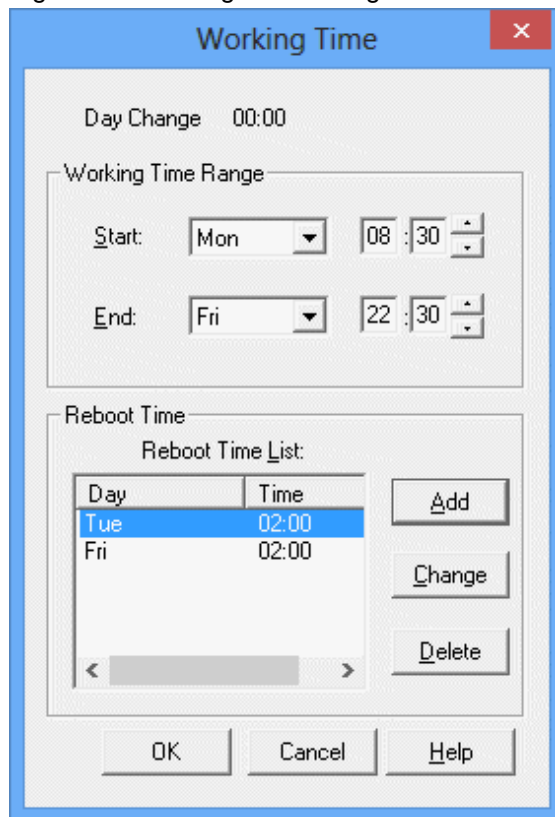 Working Time
Day Change 00:00
Working Time Range
Start: Mon 08 : 30
End: Fri 22 : 30
Reboot Time
Reboot Time List:
Day Time
Tue 02:00
Fri 02:00
Add
Change
Delete
OK Cancel Help